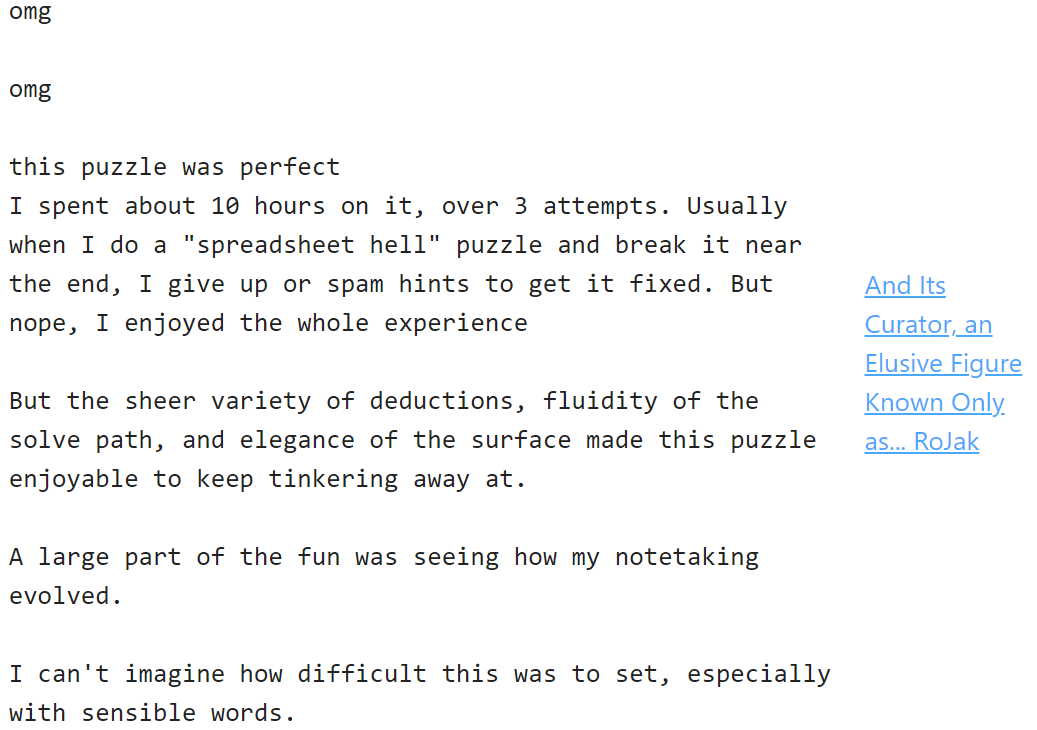 omg
omg
this puzzle was perfect
I spent about 10 hours on it, over 3 attempts. Usually
when I do a "spreadsheet hell" puzzle and break it near
the end, I give up or spam hints to get it fixed. But
nope, I enjoyed the whole experience
But the sheer variety of deductions, fluidity of the
solve path, and elegance of the surface made this puzzle
enjoyable to keep tinkering away at.
A large part of the fun was seeing how my notetaking
evolved.
I can't imagine how difficult this was to set, especially
with sensible words.
And Its
Curator, an
Elusive Figure
Known Only
as... RoJak